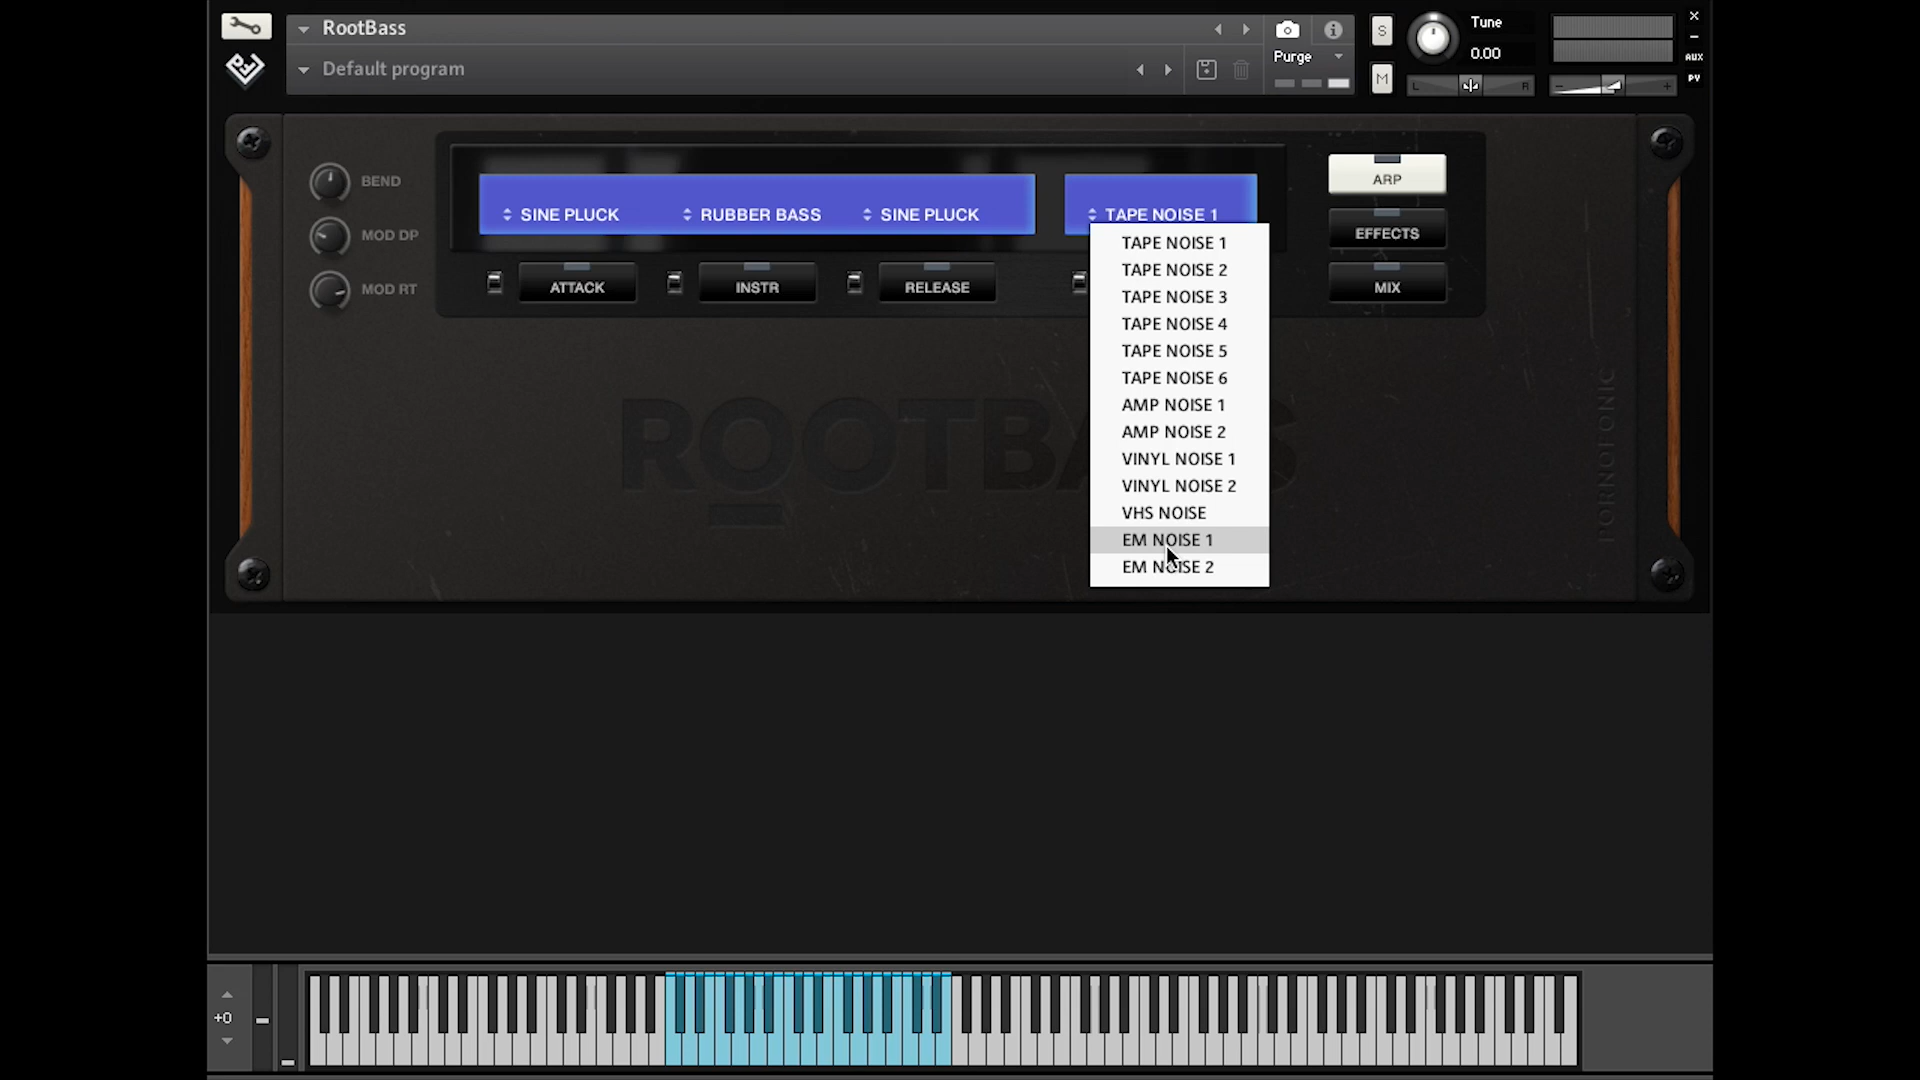 RootBass
Default program
Purge
S
M
Tune
0.00
L R
AUX
PV
BEND
MOD DP
MOD RT
SINE PLUCK RUBBER BASS SINE PLUCK TAPE NOISE 1
ATTACK INSTR RELEASE
ARP
EFFECTS
MIX
TAPE NOISE 1
TAPE NOISE 2
TAPE NOISE 3
TAPE NOISE 4
TAPE NOISE 5
TAPE NOISE 6
AMP NOISE 1
AMP NOISE 2
VINYL NOISE 1
VINYL NOISE 2
VHS NOISE
EM NOISE 1
EM NOISE 2
ROOTBASS
PORNOFONIC
+0